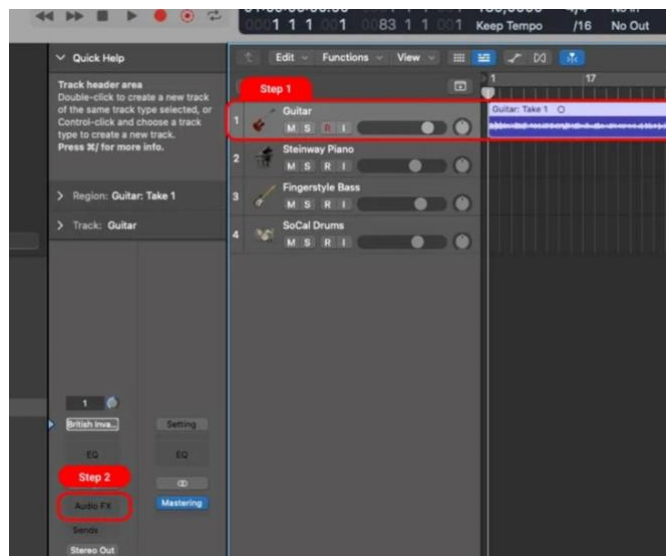 0001 1 1 001 0083 1 1 001 Keep Tempo /16 No Out
Quick Help
Edit Functions View
Track header area
Double-click to create a new track
of the same track type selected, or
Control-click and choose a track
type to create a new track.
Press ⌘/ for more info.
Step 1
1 17
1 Guitar
M S R I
Guitar: Take 1
2 Steinway Piano
M S R I
Region: Guitar: Take 1
3 Fingerstyle Bass
M S R I
Track: Guitar
4 SoCal Drums
M S R I
1
British Inva... Setting
EQ EQ
Step 2
Audio FX Mastering
Sends
Stereo Out